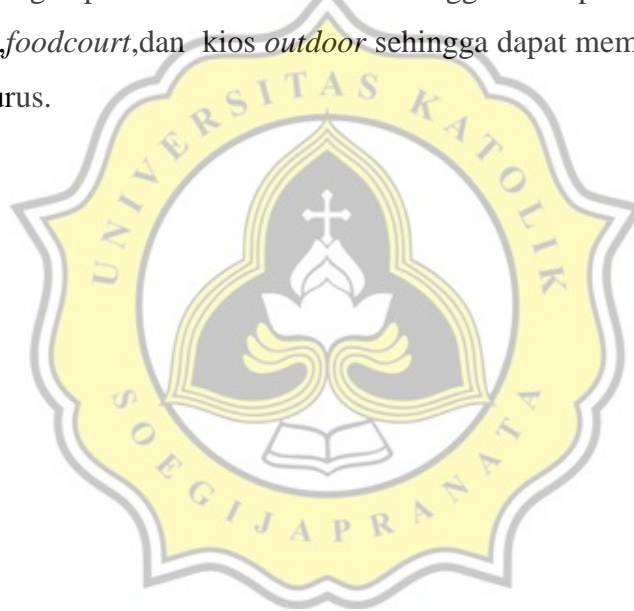 ,foodcourt,dan kios outdoor sehingga dapat mem
urus.
UNIVERSITAS KATOLIK
SOEGIJAPRANATA